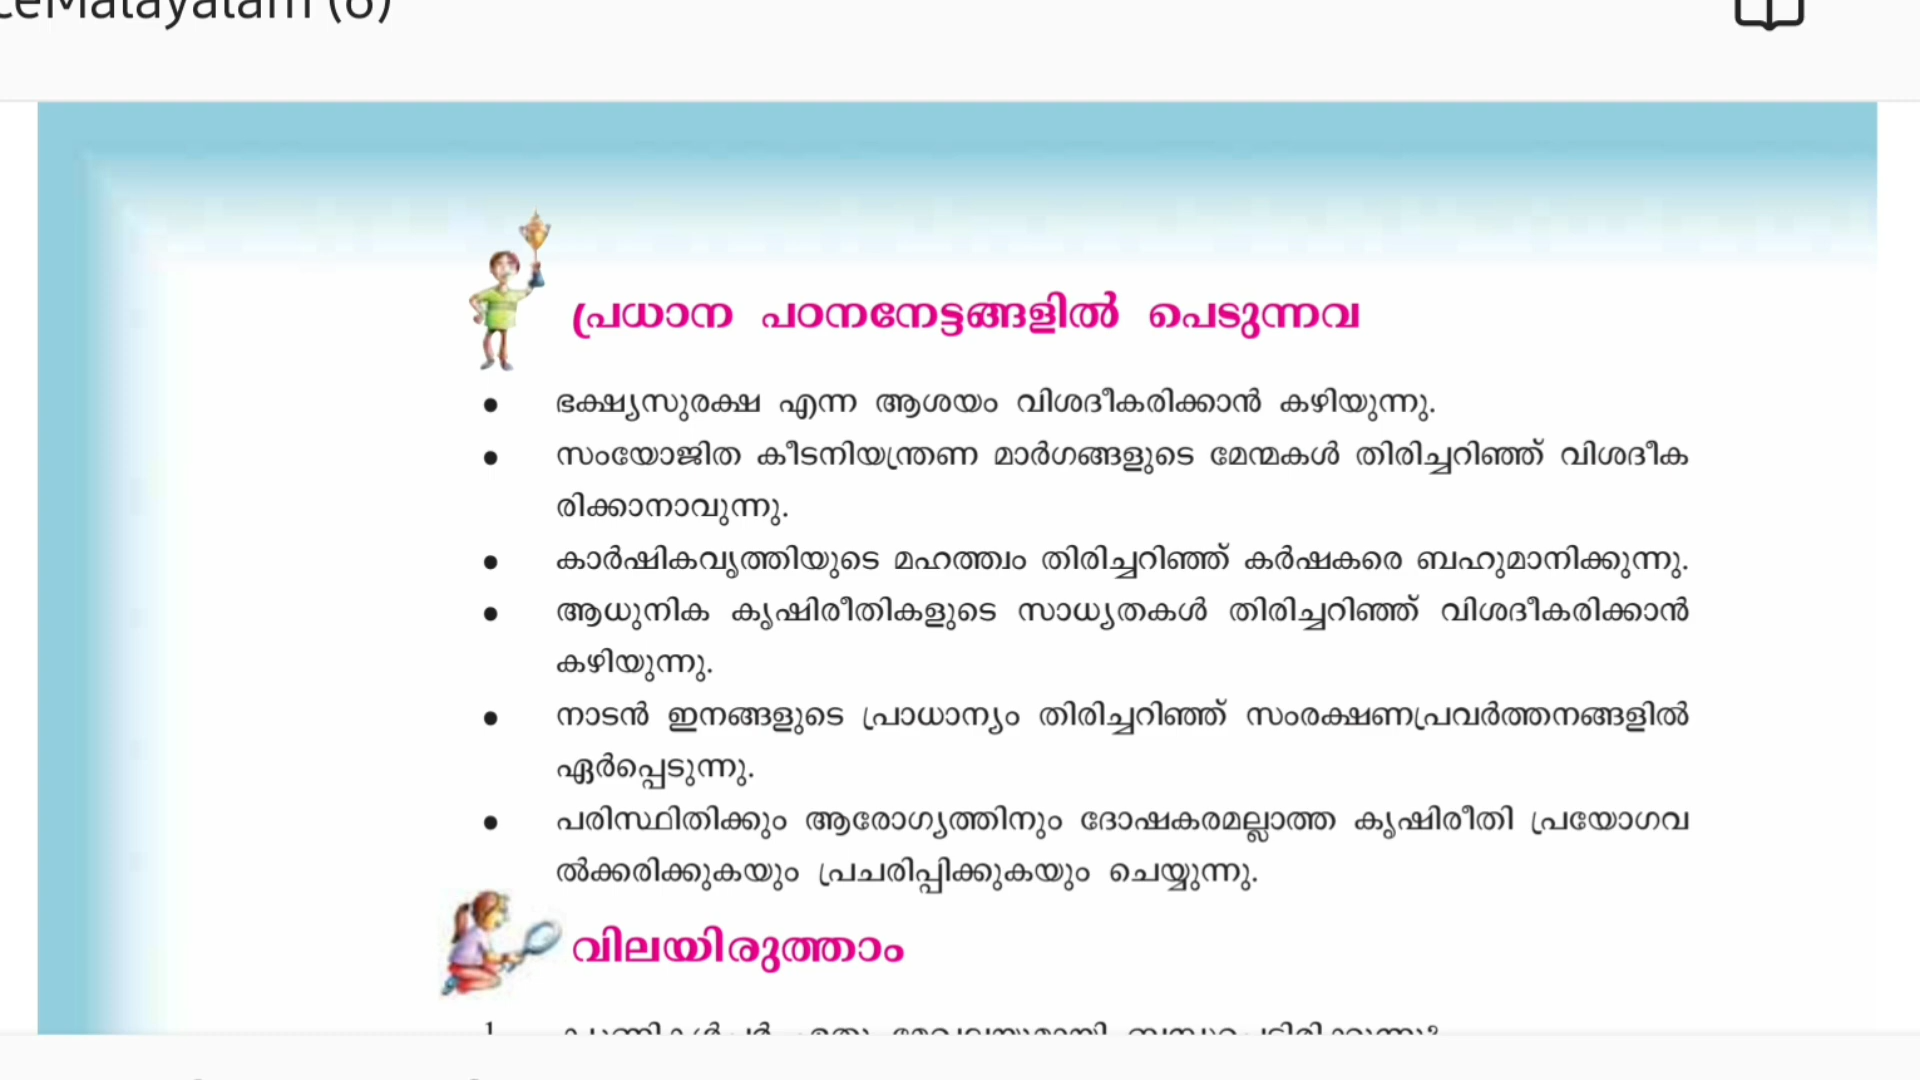 ceMalayalam (6)
പ്രധാന പഠനനേട്ടങ്ങളിൽ പെടുന്നവ
• ഭക്ഷ്യസുരക്ഷ എന്ന ആശയം വിശദീകരിക്കാൻ കഴിയുന്നു.
• സംയോജിത കീടനിയന്ത്രണ മാർഗങ്ങളുടെ മേന്മകൾ തിരിച്ചറിഞ്ഞ് വിശദീക
രിക്കാനാവുന്നു.
• കാർഷികവൃത്തിയുടെ മഹത്ത്വം തിരിച്ചറിഞ്ഞ് കർഷകരെ ബഹുമാനിക്കുന്നു.
• ആധുനിക കൃഷിരീതികളുടെ സാധ്യതകൾ തിരിച്ചറിഞ്ഞ് വിശദീകരിക്കാൻ
കഴിയുന്നു.
• നാടൻ ഇനങ്ങളുടെ പ്രാധാന്യം തിരിച്ചറിഞ്ഞ് സംരക്ഷണപ്രവർത്തനങ്ങളിൽ
ഏർപ്പെടുന്നു.
• പരിസ്ഥിതിക്കും ആരോഗ്യത്തിനും ദോഷകരമല്ലാത്ത കൃഷിരീതി പ്രയോഗവ
ൽക്കരിക്കുകയും പ്രചരിപ്പിക്കുകയും ചെയ്യുന്നു.
വിലയിരുത്താം